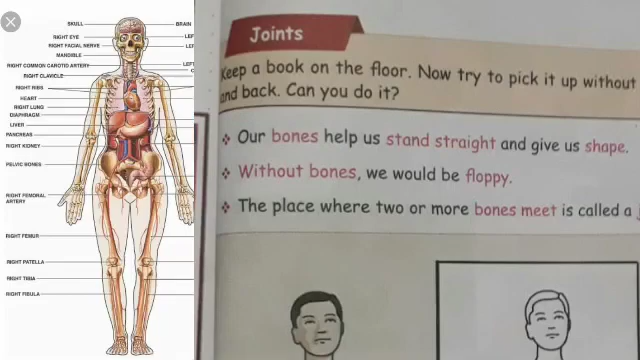 SKULL
BRAIN
RIGHT EYE
LEF
RIGHT FACIAL NERVE
LEF
MANDIBLE
RIGHT COMMON CAROTID ARTERY
LEFT
RIGHT CLAVICLE
C
RIGHT RIBS
HEART
RIGHT LUNG
DIAPHRAGM
LIVER
PANCREAS
RIGHT KIDNEY
PELVIC BONES
RIGHT FEMORAL
ARTERY
RIGHT FEMUR
RIGHT PATELLA
RIGHT TIBIA
RIGHT FIBULA
Joints
Keep a book on the floor. Now try to pick it up without
and back. Can you do it?
❖ Our bones help us stand straight and give us shape.
❖ Without bones, we would be floppy.
❖ The place where two or more bones meet is called a